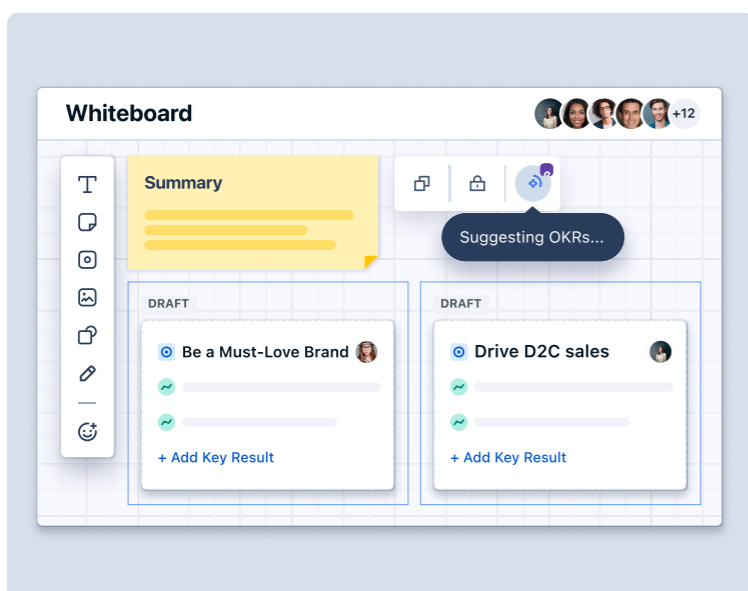 Whiteboard
+12
Summary
Suggesting OKRs...
DRAFT
Be a Must-Love Brand
+ Add Key Result
DRAFT
Drive D2C sales
+ Add Key Result